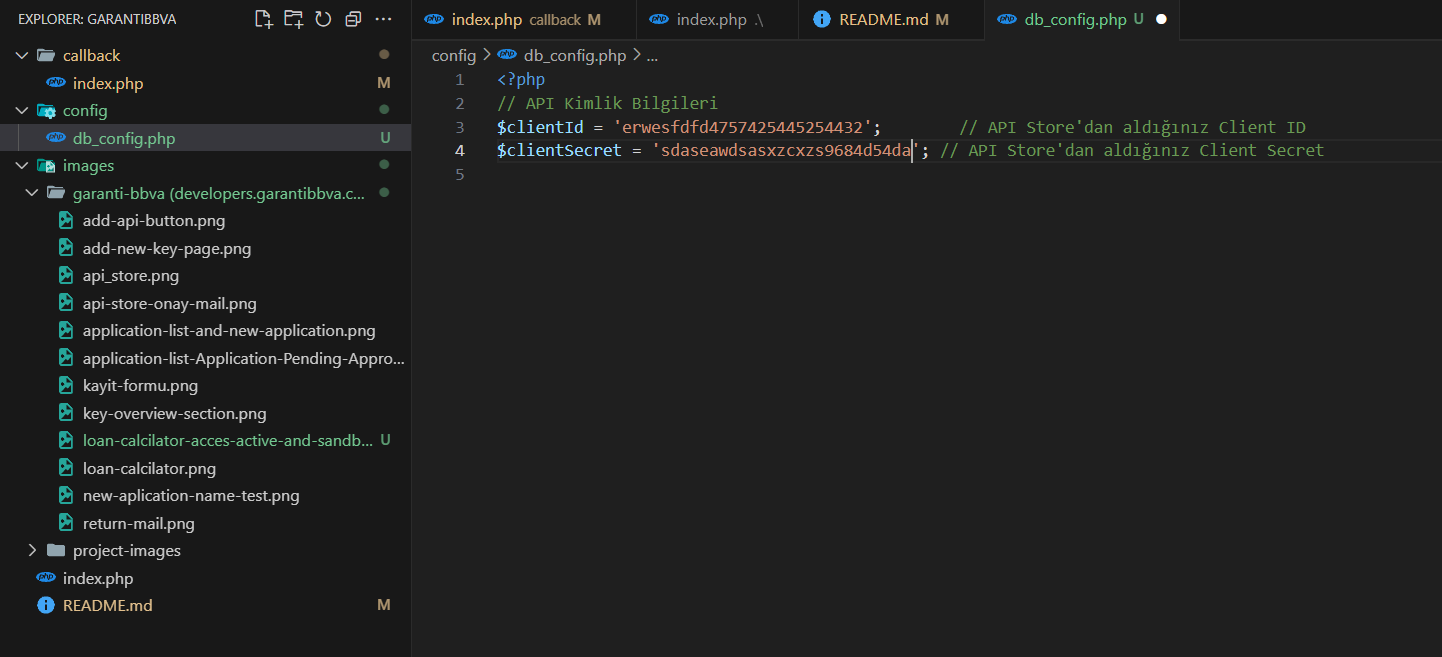 EXPLORER: GARANTIBBVA
callback
index.php M
config
db_config.php U
images
garanti-bbva (developers.garantibbva.c...
add-api-button.png
add-new-key-page.png
api_store.png
api-store-onay-mail.png
application-list-and-new-application.png
application-list-Application-Pending-Appro...
kayit-formu.png
key-overview-section.png
loan-calcilator-acces-active-and-sandb... U
loan-calcilator.png
new-aplication-name-test.png
return-mail.png
project-images
index.php
README.md M
index.php callback M
index.php .\
README.md M
db_config.php U
config > db_config.php > ...
1 <?php
2 // API Kimlik Bilgileri
3 $clientId = 'erwesfdfd4757425445254432'; // API Store'dan aldığınız Client ID
4 $clientSecret = 'sdaseawdsasxzcxzs9684d54da'; // API Store'dan aldığınız Client Secret
5